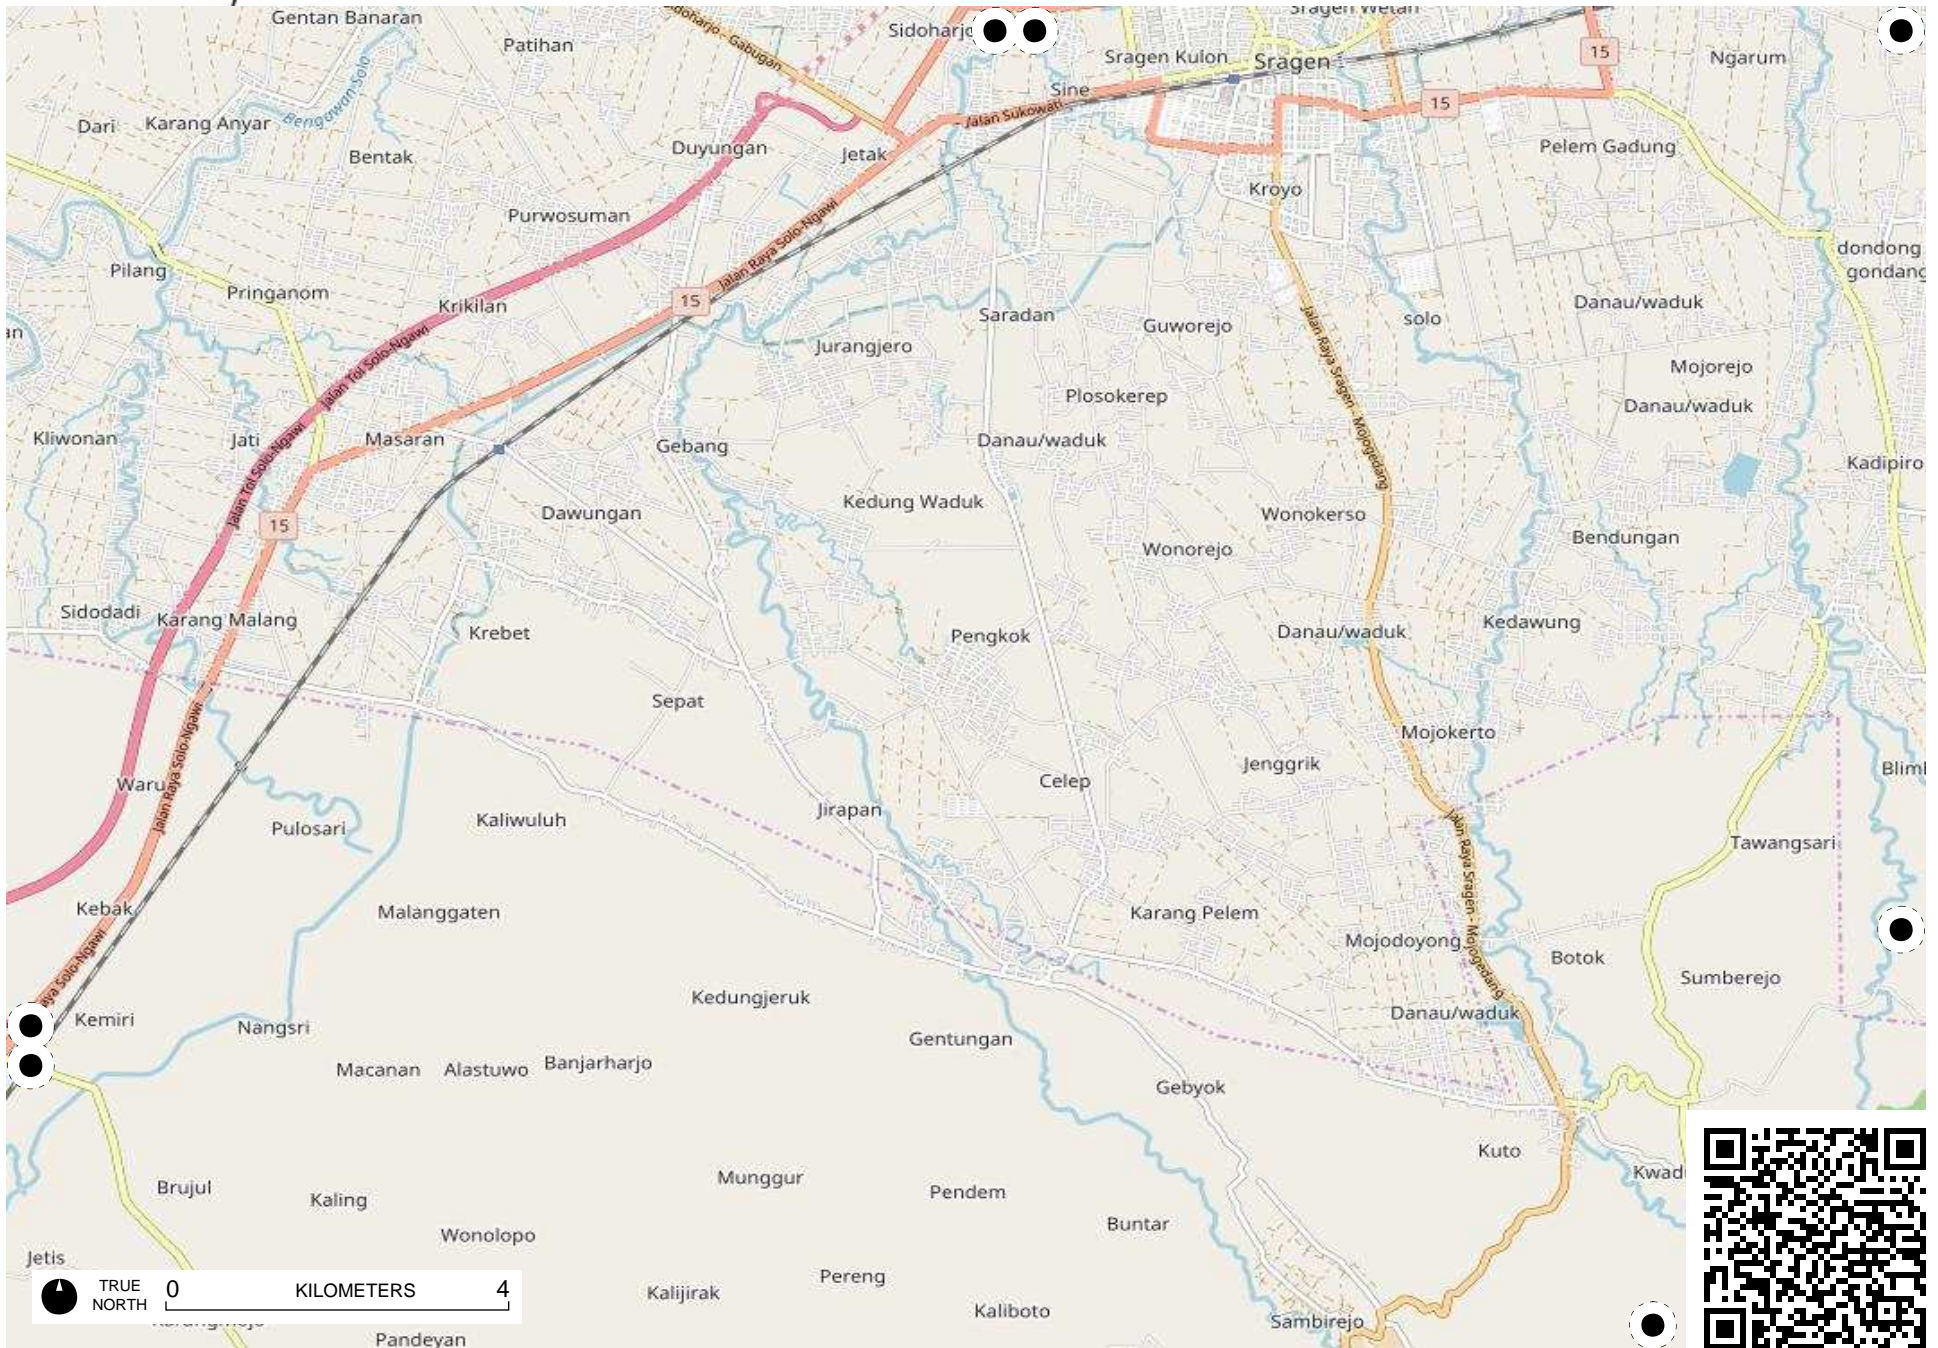 Gentan Banaran
Patihan
Sidoharjo
Sragen Wetan
doharjo - Gabugan
Sragen Kulon
Sragen
15
Ngarum
Bengawan Solo
Sine
Dari
Karang Anyar
Jalan Sukowati
15
Bentak
Duyungan
Jetak
Pelem Gadung
Kroyo
Purwosuman
Jalan Raya Solo-Ngawi
dondong
gondang
Pilang
Pringanom
Krikilan
15
Saradan
Guworejo
solo
Danau/waduk
an
Jalan Tol Solo-Ngawi
Jurangjero
Jalan Raya Sragen - Mojogedang
Mojorejo
Plosokerep
Danau/waduk
Kliwonan
Jati
Masaran
Gebang
Danau/waduk
Kadipiro
Jalan Tol Solo-Ngawi
Kedung Waduk
Dawungan
Wonokerso
15
Wonorejo
Bendungan
Sidodadi
Karang Malang
Krebet
Pengkok
Danau/waduk
Kedawung
Sepat
Mojokerto
Jalan Raya Solo-Ngawi
Jenggrik
Celep
Waru
Blim
Pulosari
Kaliwuluh
Jirapan
Tawangsari
Jalan Raya Sragen - Mojogedang
Kebak
Malanggaten
Karang Pelem
Mojodoyong
Botok
Sumberejo
aya Solo-Ngawi
Kedungjeruk
Kemiri
Nangsri
Gentungan
Danau/waduk
Macanan
Alastuwo
Banjarharjo
Gebyok
Kuto
Brujul
Kaling
Munggur
Pendem
Kwad
Wonolopo
Buntar
Jetis
Pereng
Kalijirak
Kaliboto
Sambirejo
TRUE
NORTH
0 KILOMETERS 4
Pandeyan